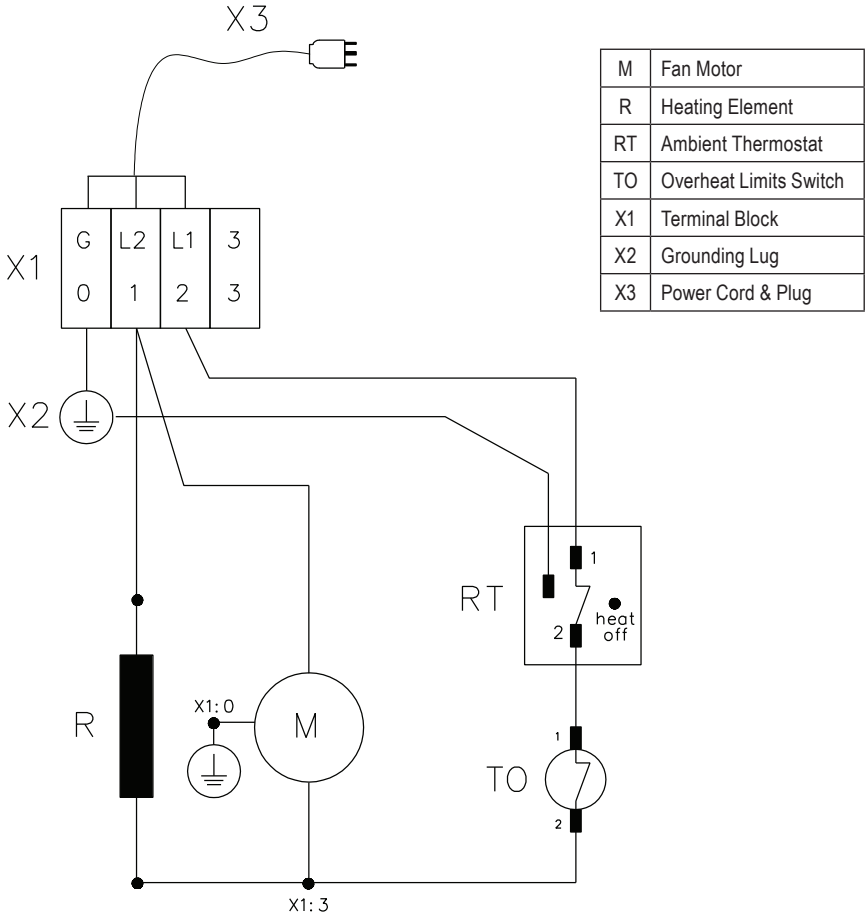 X3
M Fan Motor
R Heating Element
RT Ambient Thermostat
TO Overheat Limits Switch
X1 Terminal Block
X2 Grounding Lug
X3 Power Cord & Plug
X1
G L2 L1 3
0 1 2 3
X2
RT
1
2
heat
off
R
X1:0
M
TO
1
2
X1:3